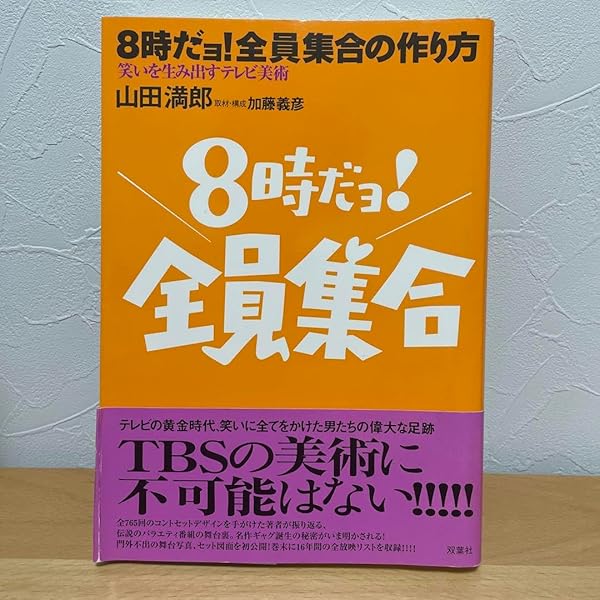 8時だョ!全員集合の作り方
笑いを生み出すテレビ美術
山田満郎 取材・構成 加藤義彦
8時だョ!
全員集合
テレビの黄金時代、笑いに全てをかけた男たちの偉大な足跡
TBSの美術に
不可能はない!!!!!
全765回のコントセットデザインを手がけた著者が振り返る、
伝説のバラエティ番組の舞台裏。名作ギャグ誕生の秘密がいま明かされる!
門外不出の舞台写真、セット図面を初公開!巻末に16年間の全放映リストを収録!!!!
双葉社